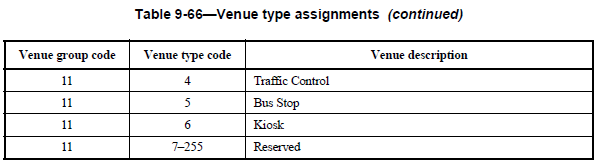 Table 9-66—Venue type assignments (continued)
Venue group code Venue type code Venue description
11 4 Traffic Control
11 5 Bus Stop
11 6 Kiosk
11 7–255 Reserved